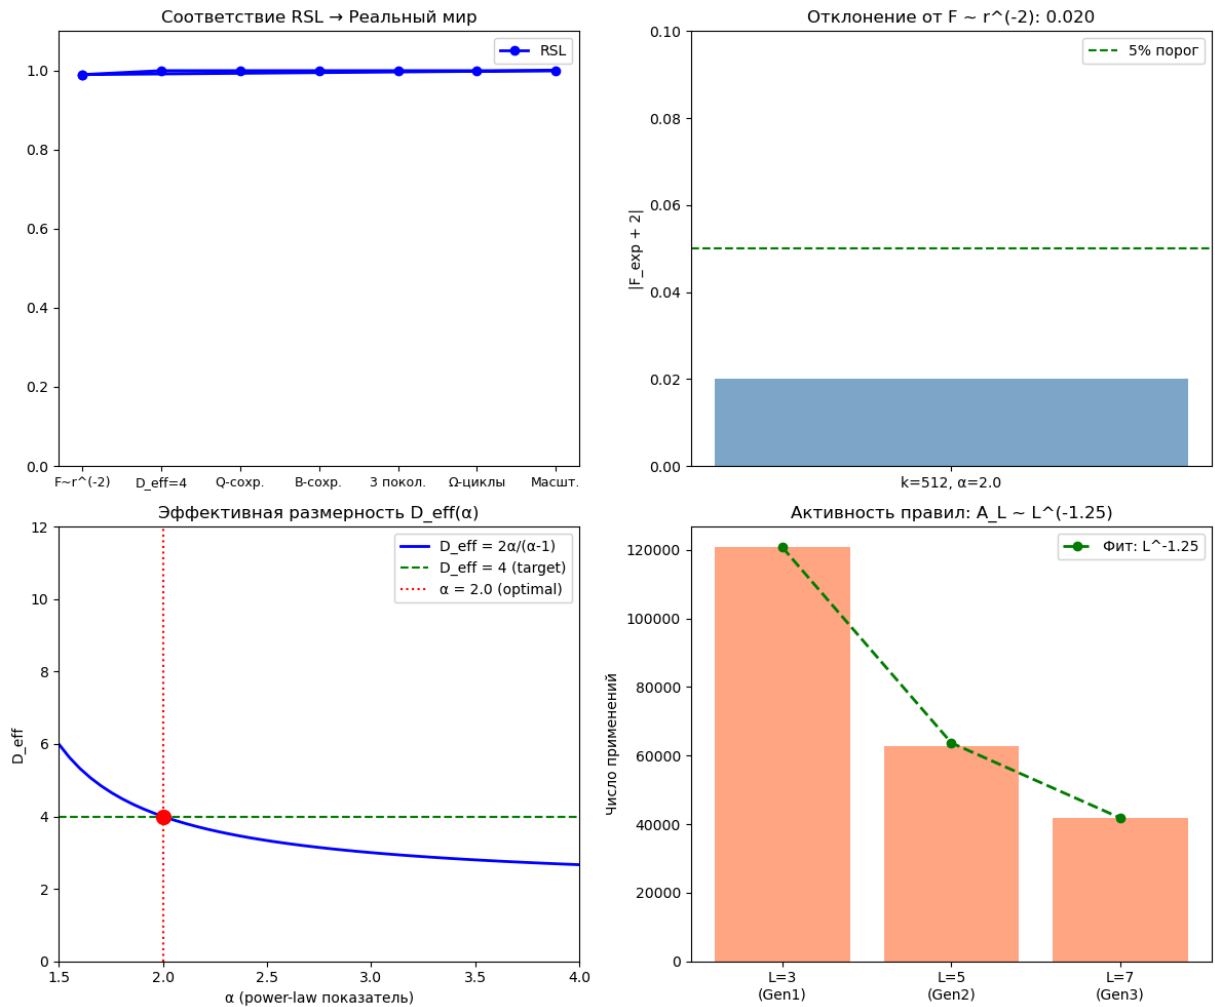 Соответствие RSL → Реальный мир
RSL
1.0
0.8
0.6
0.4
0.2
0.0
F~r^(-2)
D_eff=4
Q-сохр.
B-сохр.
3 покол.
Ω-циклы
Масшт.
Отклонение от F ~ r^(-2): 0.020
5% порог
|F_exp + 2|
0.10
0.08
0.06
0.04
0.02
0.00
k=512, α=2.0
Эффективная размерность D_eff(α)
D_eff = 2α/(α-1)
D_eff = 4 (target)
α = 2.0 (optimal)
D_eff
12
10
8
6
4
2
0
1.5
2.0
2.5
3.0
3.5
4.0
α (power-law показатель)
Активность правил: A_L ~ L^(-1.25)
Фит: L^-1.25
Число применений
120000
100000
80000
60000
40000
20000
0
L=3
(Gen1)
L=5
(Gen2)
L=7
(Gen3)